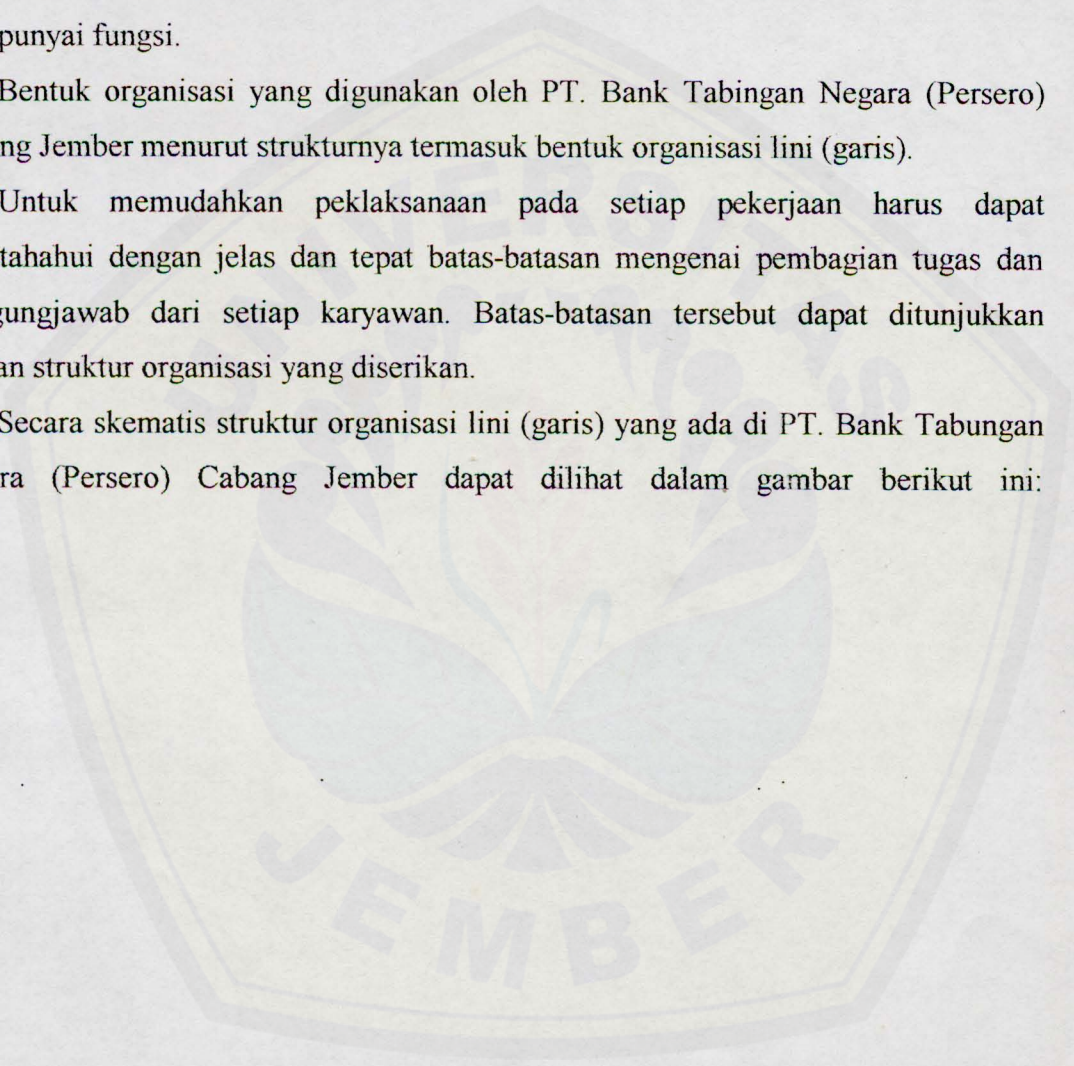 punyai fungsi.
Bentuk organisasi yang digunakan oleh PT. Bank Tabingan Negara (Persero)
ng Jember menurut strukturnya termasuk bentuk organisasi lini (garis).
Untuk memudahkan peklaksanaan pada setiap pekerjaan harus dapat
tahahui dengan jelas dan tepat batas-batasan mengenai pembagian tugas dan
gungjawab dari setiap karyawan. Batas-batasan tersebut dapat ditunjukkan
an struktur organisasi yang diserikan.
Secara skematis struktur organisasi lini (garis) yang ada di PT. Bank Tabungan
ra (Persero) Cabang Jember dapat dilihat dalam gambar berikut ini:
UNIVERSITAS
JEMBER